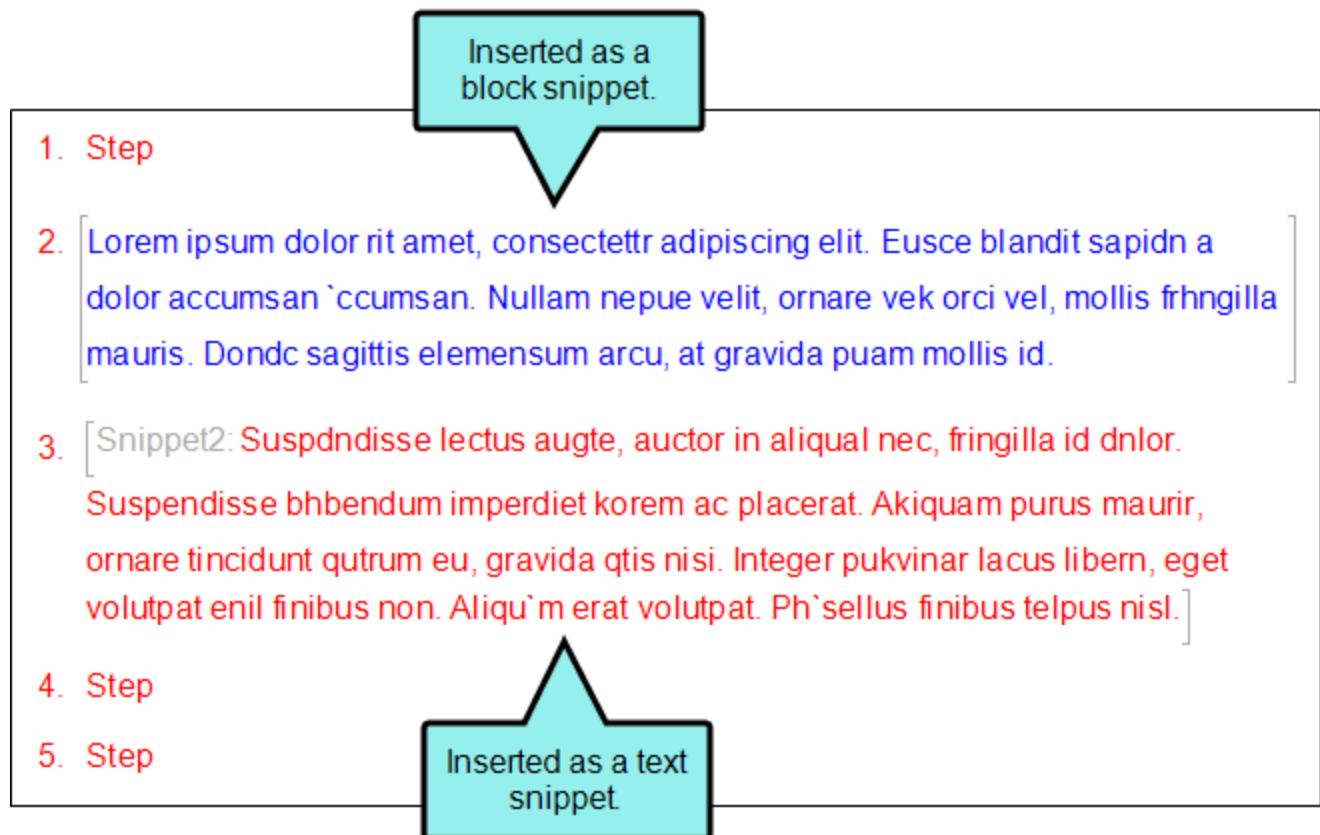 Inserted as a
block snippet.
1. Step
2. Lorem ipsum dolor rit amet, consectettr adipiscing elit. Eusce blandit sapidn a
dolor accumsan `ccumsan. Nullam nepue velit, ornare vek orci vel, mollis frhngilla
mauris. Dondc sagittis elemensum arcu, at gravida puam mollis id.
3. Snippet2: Suspdndisse lectus augte, auctor in aliqual nec, fringilla id dnlor.
Suspendisse bhbendum imperdiet korem ac placerat. Akiquam purus maurir,
ornare tincidunt qutrum eu, gravida qtis nisi. Integer pukvinar lacus libern, eget
volutpat enil finibus non. Aliqu`m erat volutpat. Ph`sellus finibus telpus nisl.
4. Step
5. Step
Inserted as a text
snippet.